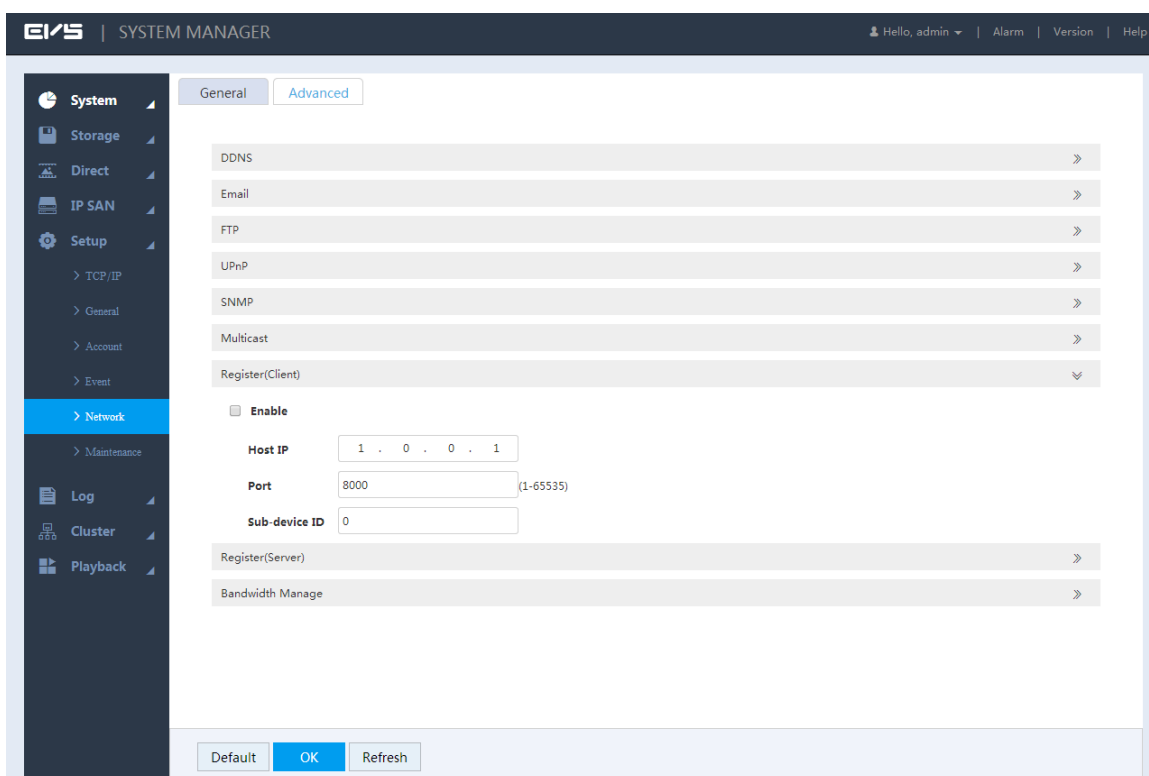 EVS | SYSTEM MANAGER
Hello, admin | Alarm | Version | Help
System
Storage
Direct
IP SAN
Setup
> TCP/IP
> General
> Account
> Event
> Network
> Maintenance
Log
Cluster
Playback
General Advanced
DDNS
Email
FTP
UPnP
SNMP
Multicast
Register(Client)
Enable
Host IP 1 . 0 . 0 . 1
Port 8000 (1-65535)
Sub-device ID 0
Register(Server)
Bandwidth Manage
Default OK Refresh